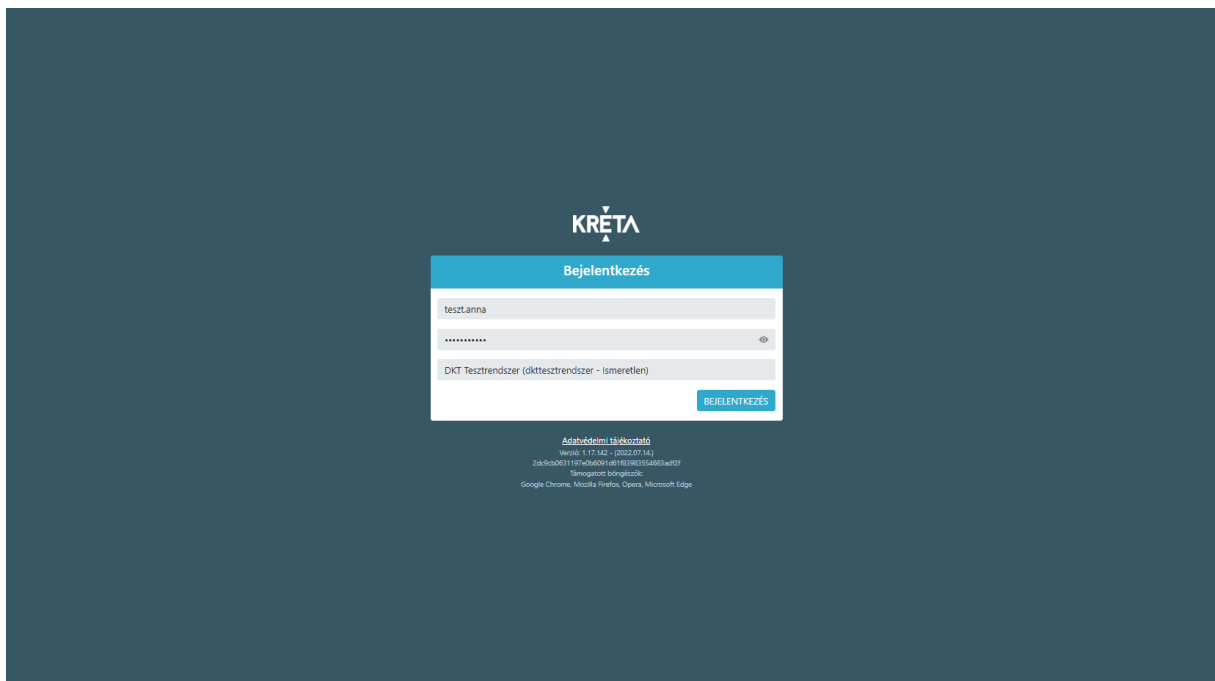 KRÉTA
Bejelentkezés
teszt.anna
•••••••••••
DKT Tesztrendszer (dkttesztrendszer - Ismeretlen)
BEJELENTKEZÉS
Adatvédelmi tájékoztató
Verzió: 1.17.142 - (2022.07.14.)
Támogatott böngészők:
Google Chrome, Mozilla Firefox, Opera, Microsoft Edge